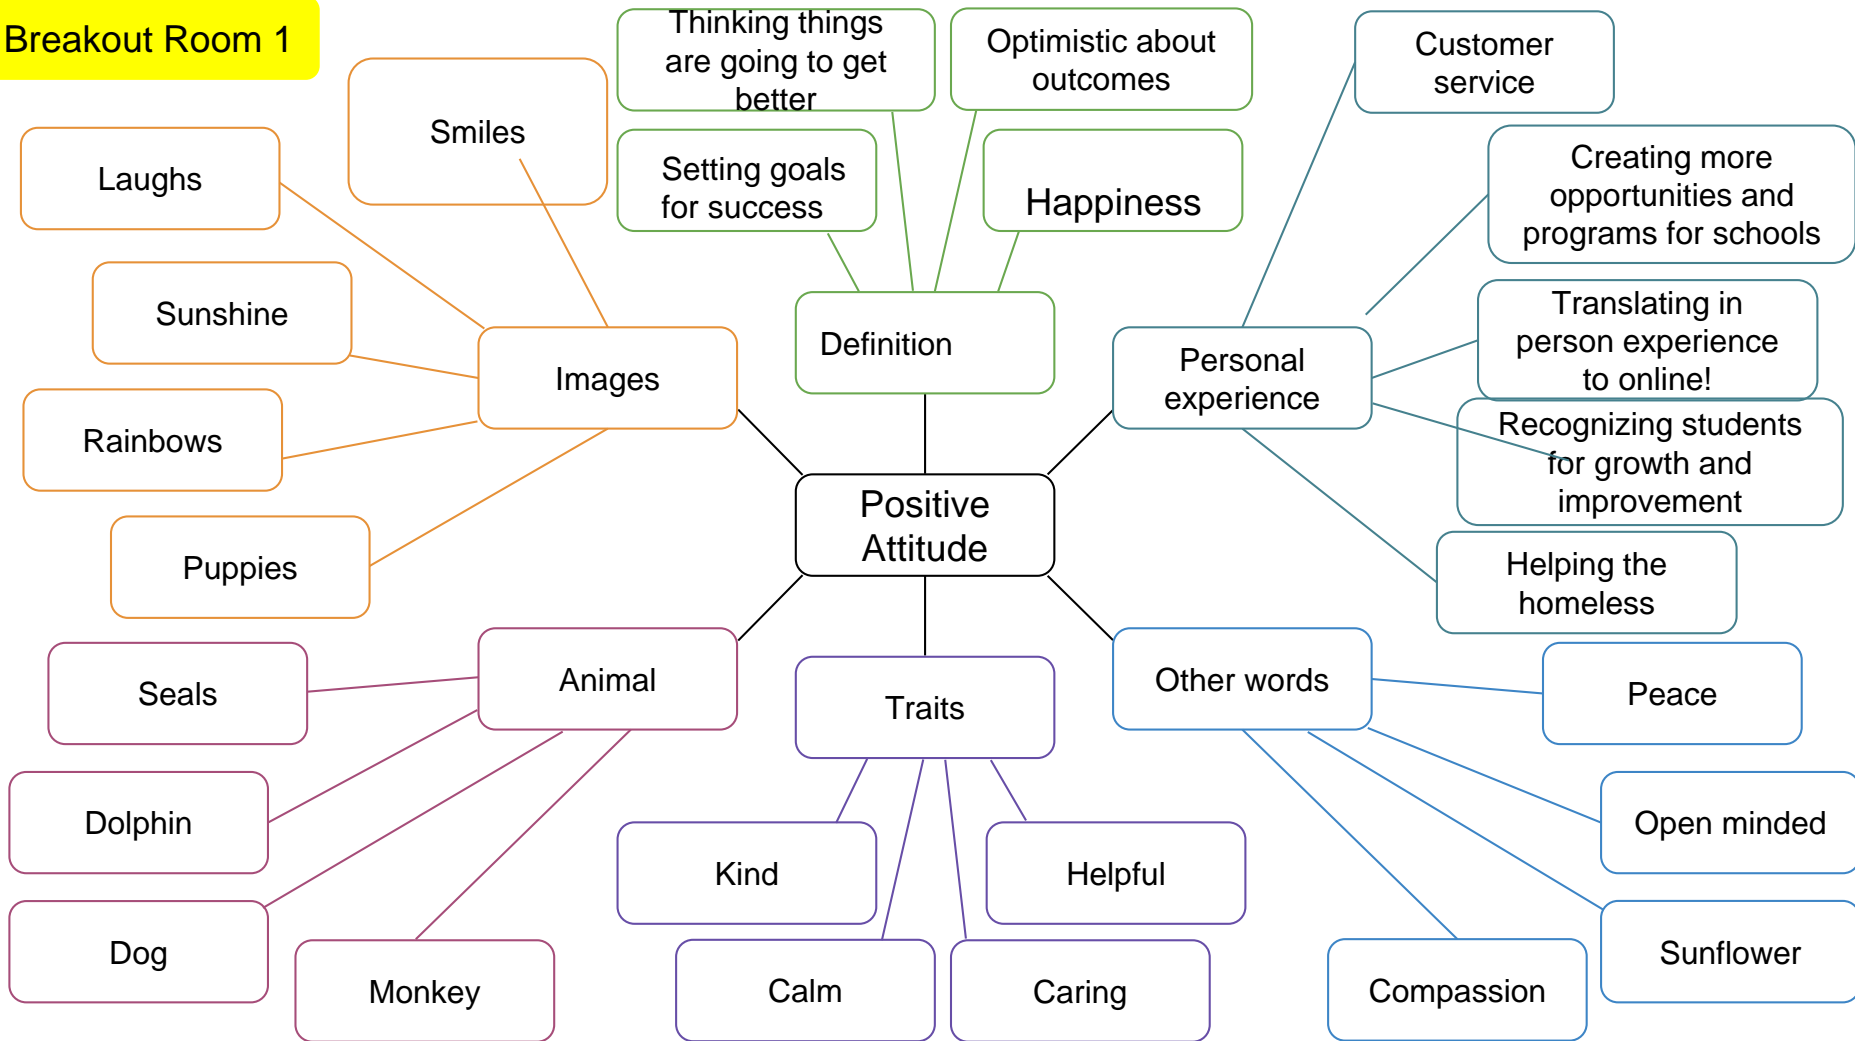 Breakout Room 1
Thinking things
are going to get
better
Optimistic about
outcomes
Customer
service
Smiles
Laughs
Setting goals
for success
Happiness
Creating more
opportunities and
programs for schools
Sunshine
Images
Definition
Personal
experience
Translating in
person experience
to online!
Rainbows
Recognizing students
for growth and
improvement
Positive
Attitude
Puppies
Helping the
homeless
Seals
Animal
Traits
Other words
Peace
Dolphin
Open minded
Kind
Helpful
Dog
Monkey
Calm
Caring
Compassion
Sunflower